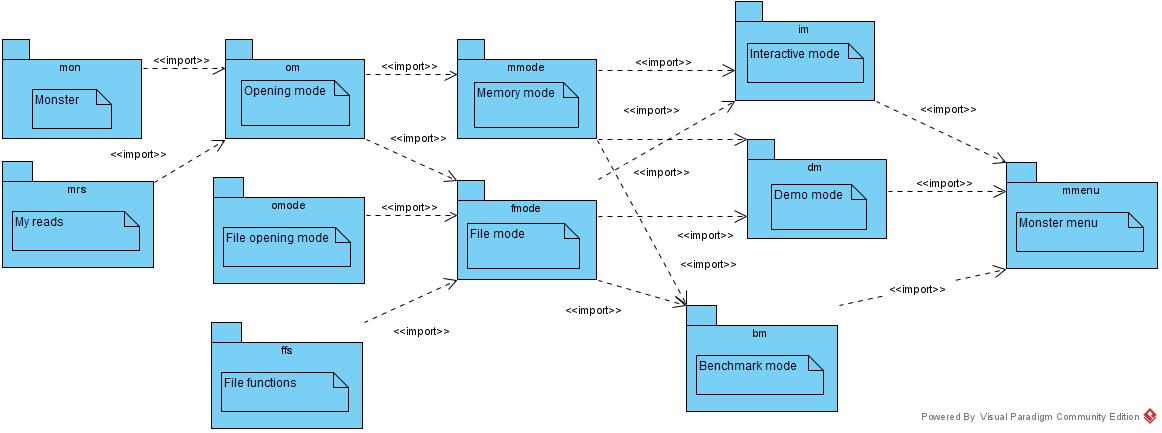 im
Interactive mode
mon
Monster
<<import>>
om
Opening mode
<<import>>
mmode
Memory mode
<<import>>
<<import>>
<<import>>
<<import>>
<<import>>
<<import>>
mrs
My reads
omode
File opening mode
<<import>>
fmode
File mode
dm
Demo mode
<<import>>
mmenu
Monster menu
<<import>>
<<import>>
<<import>>
<<import>>
<<import>>
ffs
File functions
bm
Benchmark mode
Powered By Visual Paradigm Community Edition